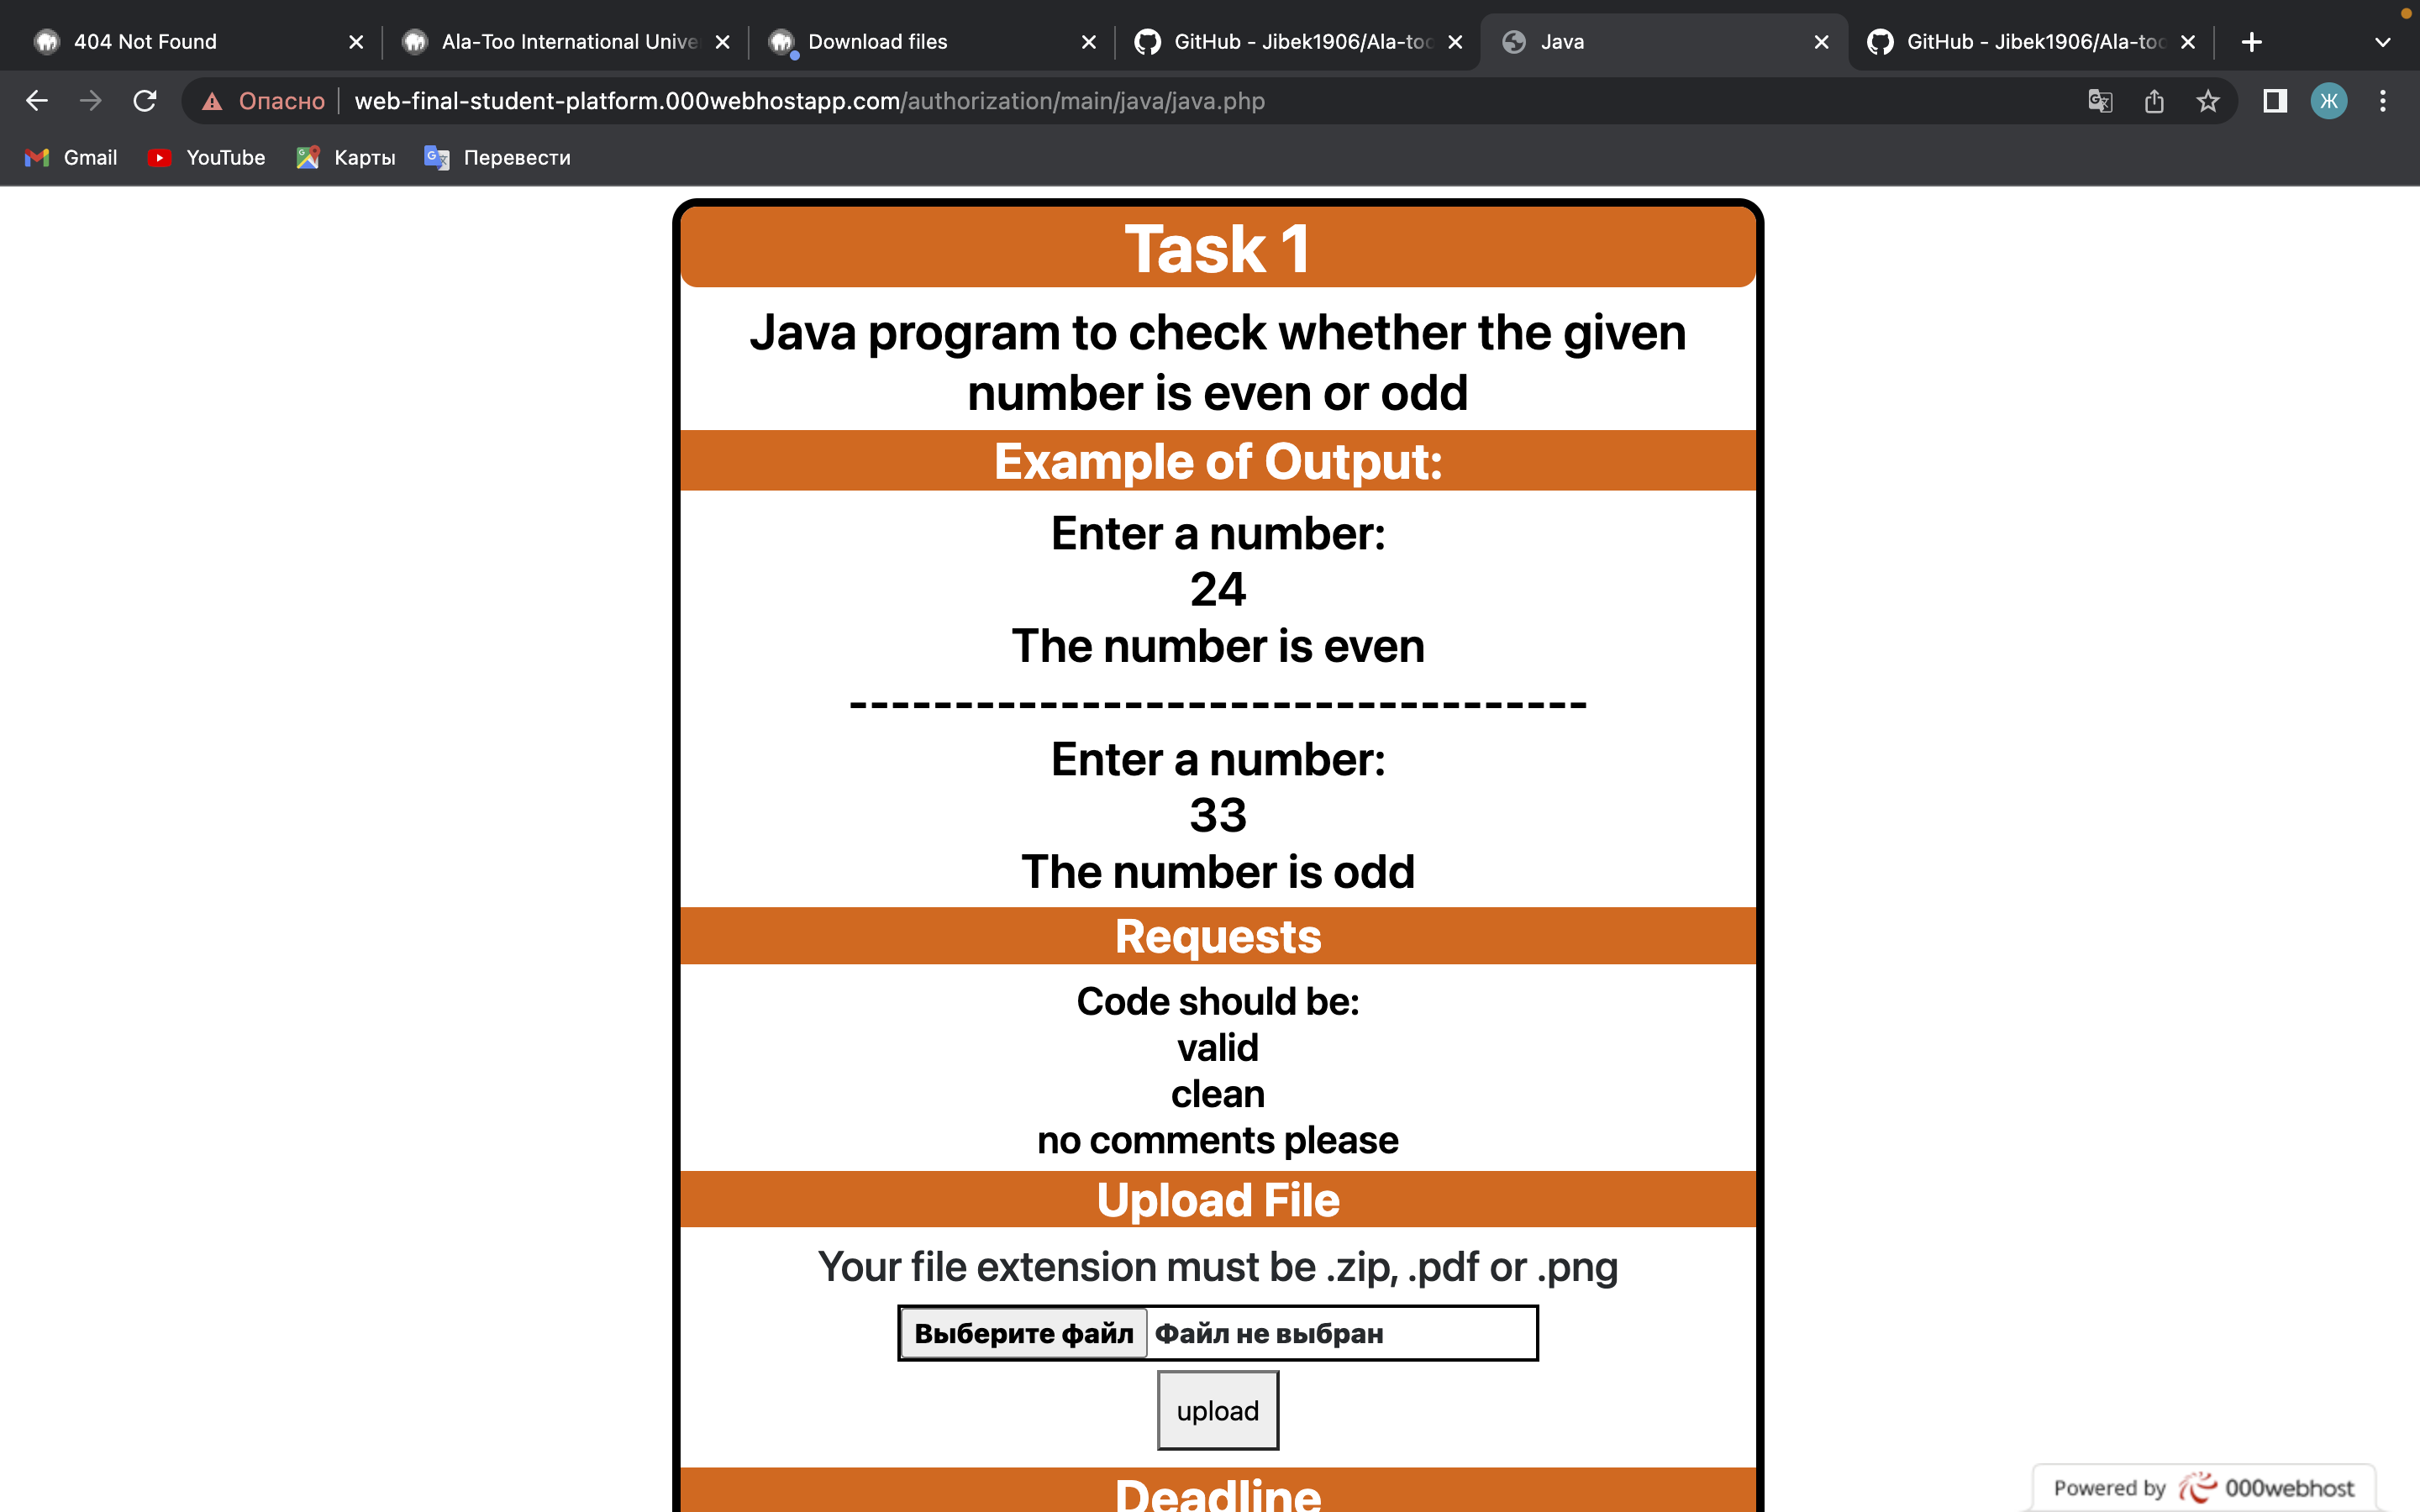 404 Not Found
Ala-Too International Unive
Download files
GitHub - Jibek1906/Ala-too
Java
GitHub - Jibek1906/Ala-too
Опасно
web-final-student-platform.000webhostapp.com/authorization/main/java/java.php
Ж
Gmail
YouTube
Карты
Перевести
Task 1
Java program to check whether the given
number is even or odd
Example of Output:
Enter a number:
24
The number is even
-----------------------------------
Enter a number:
33
The number is odd
Requests
Code should be:
valid
clean
no comments please
Upload File
Your file extension must be .zip, .pdf or .png
Выберите файл Файл не выбран
upload
Deadline
Powered by 000webhost